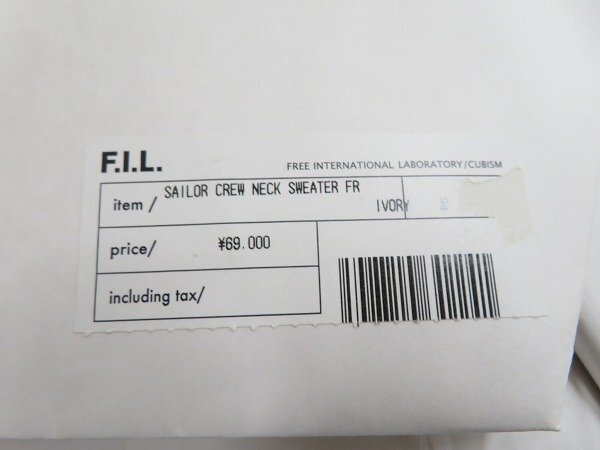 F.I.L.
FREE INTERNATIONAL LABORATORY/CUBISM
item/ SAILOR CREW NECK SWEATER FR
IVORY
price/ ¥69.000
including tax/